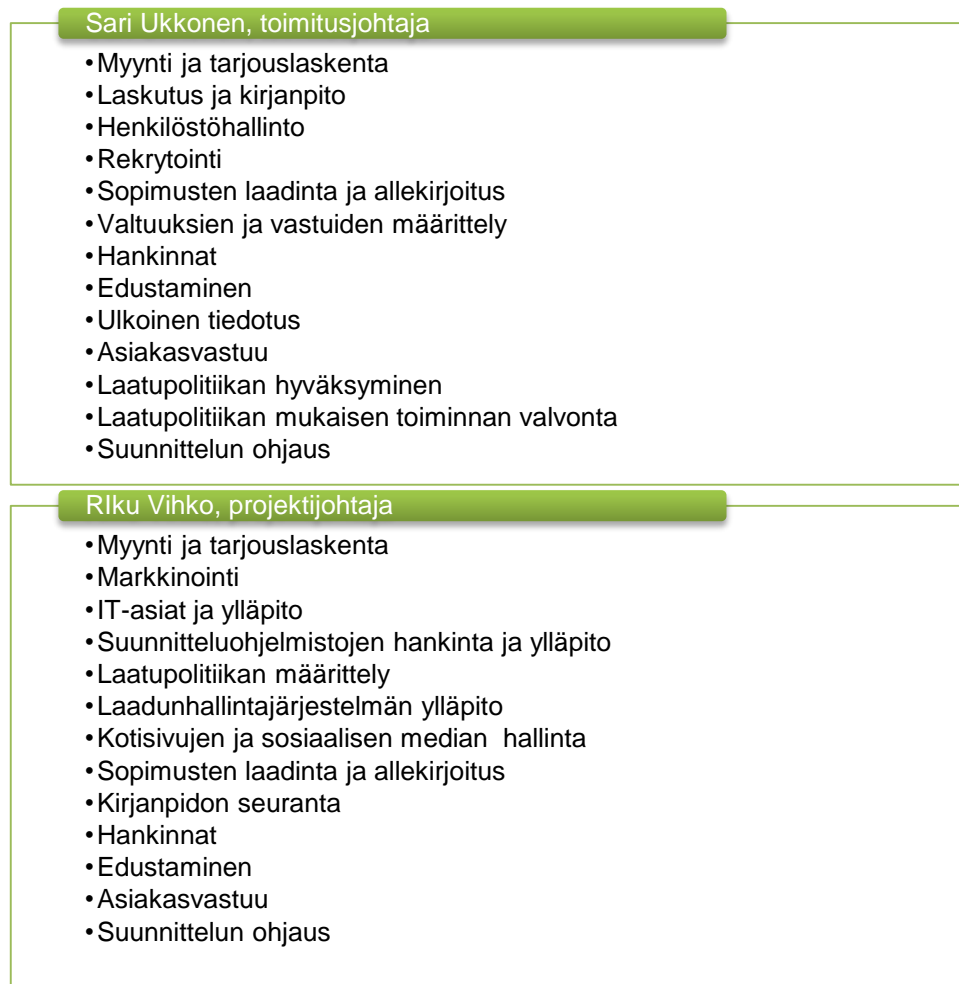 Sari Ukkonen, toimitusjohtaja
•Myynti ja tarjouslaskenta
•Laskutus ja kirjanpito
•Henkilöstöhallinto
•Rekrytointi
•Sopimusten laadinta ja allekirjoitus
•Valtuuksien ja vastuiden määrittely
•Hankinnat
•Edustaminen
•Ulkoinen tiedotus
•Asiakasvastuu
•Laatupolitiikan hyväksyminen
•Laatupolitiikan mukaisen toiminnan valvonta
•Suunnittelun ohjaus
RIku Vihko, projektijohtaja
•Myynti ja tarjouslaskenta
•Markkinointi
•IT-asiat ja ylläpito
•Suunnitteluohjelmistojen hankinta ja ylläpito
•Laatupolitiikan määrittely
•Laadunhallintajärjestelmän ylläpito
•Kotisivujen ja sosiaalisen median  hallinta
•Sopimusten laadinta ja allekirjoitus
•Kirjanpidon seuranta
•Hankinnat
•Edustaminen
•Asiakasvastuu
•Suunnittelun ohjaus